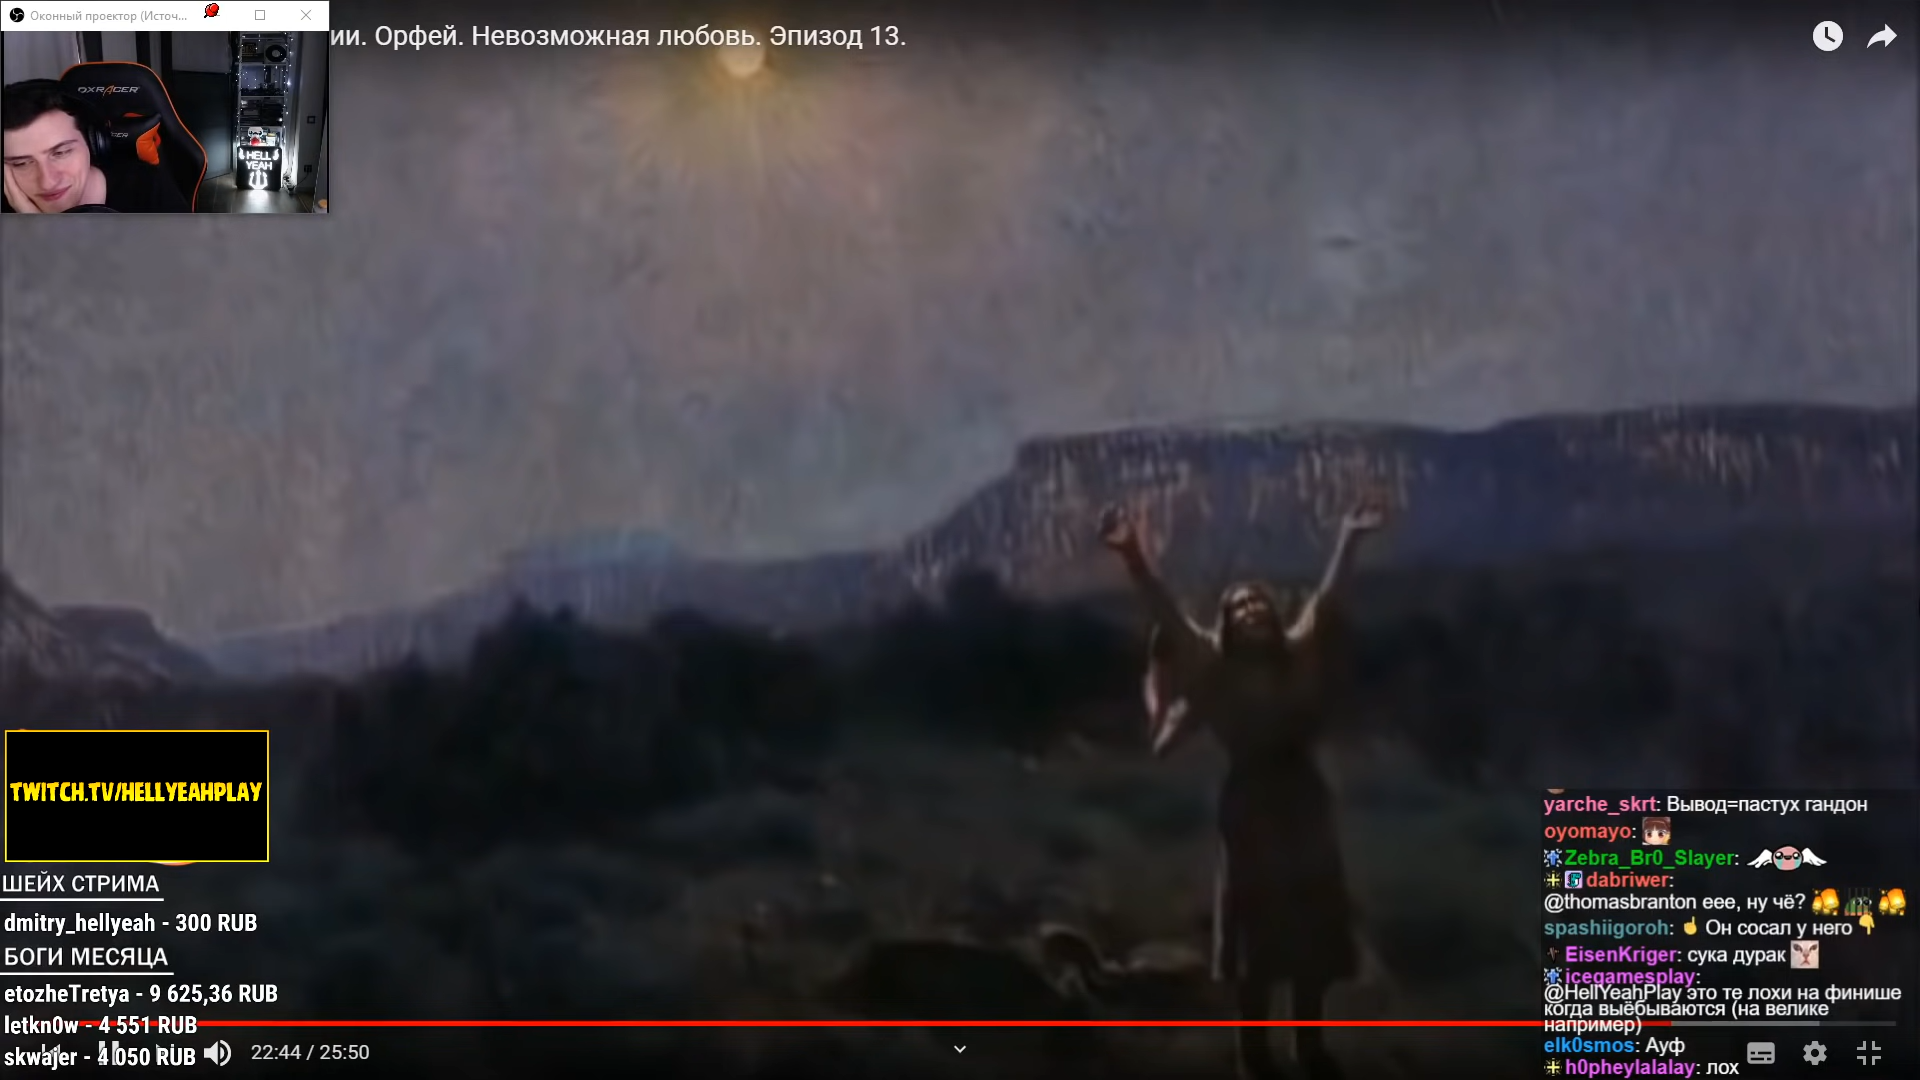 Оконный проектор (Источ...
ии. Орфей. Невозможная любовь. Эпизод 13.
DXRACER
HELL
YEAH
TWITCH.TV/HELLYEAHPLAY
ШЕЙХ СТРИМА
dmitry_hellyeah - 300 RUB
БОГИ МЕСЯЦА
etozheTretya - 9 625,36 RUB
letkn0w - 4 551 RUB
skwajer - 4 050 RUB
22:44 / 25:50
yarche_skrt: Вывод=пастух гандон
oyomayo:
Zebra_Br0_Slayer:
dabriwer:
@thomasbranton еее, ну чё?
spashiigoroh: Он сосал у него
EisenKriger: сука дурак
icegamesplay:
@HellYeahPlay это те лохи на финише
когда выёбываются (на велике
например)
elk0smos: Ауф
h0pheylalalay: лох